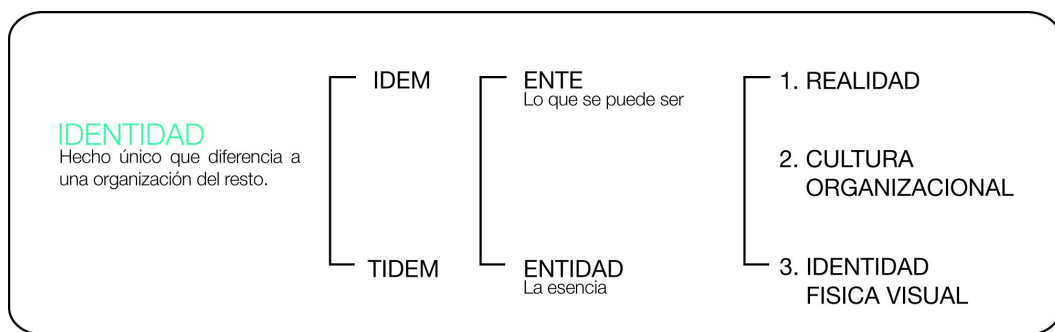 IDENTIDAD
Hecho único que diferencia a
una organización del resto.
IDEM
TIDEM
ENTE
Lo que se puede ser
ENTIDAD
La esencia
1. REALIDAD
2. CULTURA
ORGANIZACIONAL
3. IDENTIDAD
FISICA VISUAL